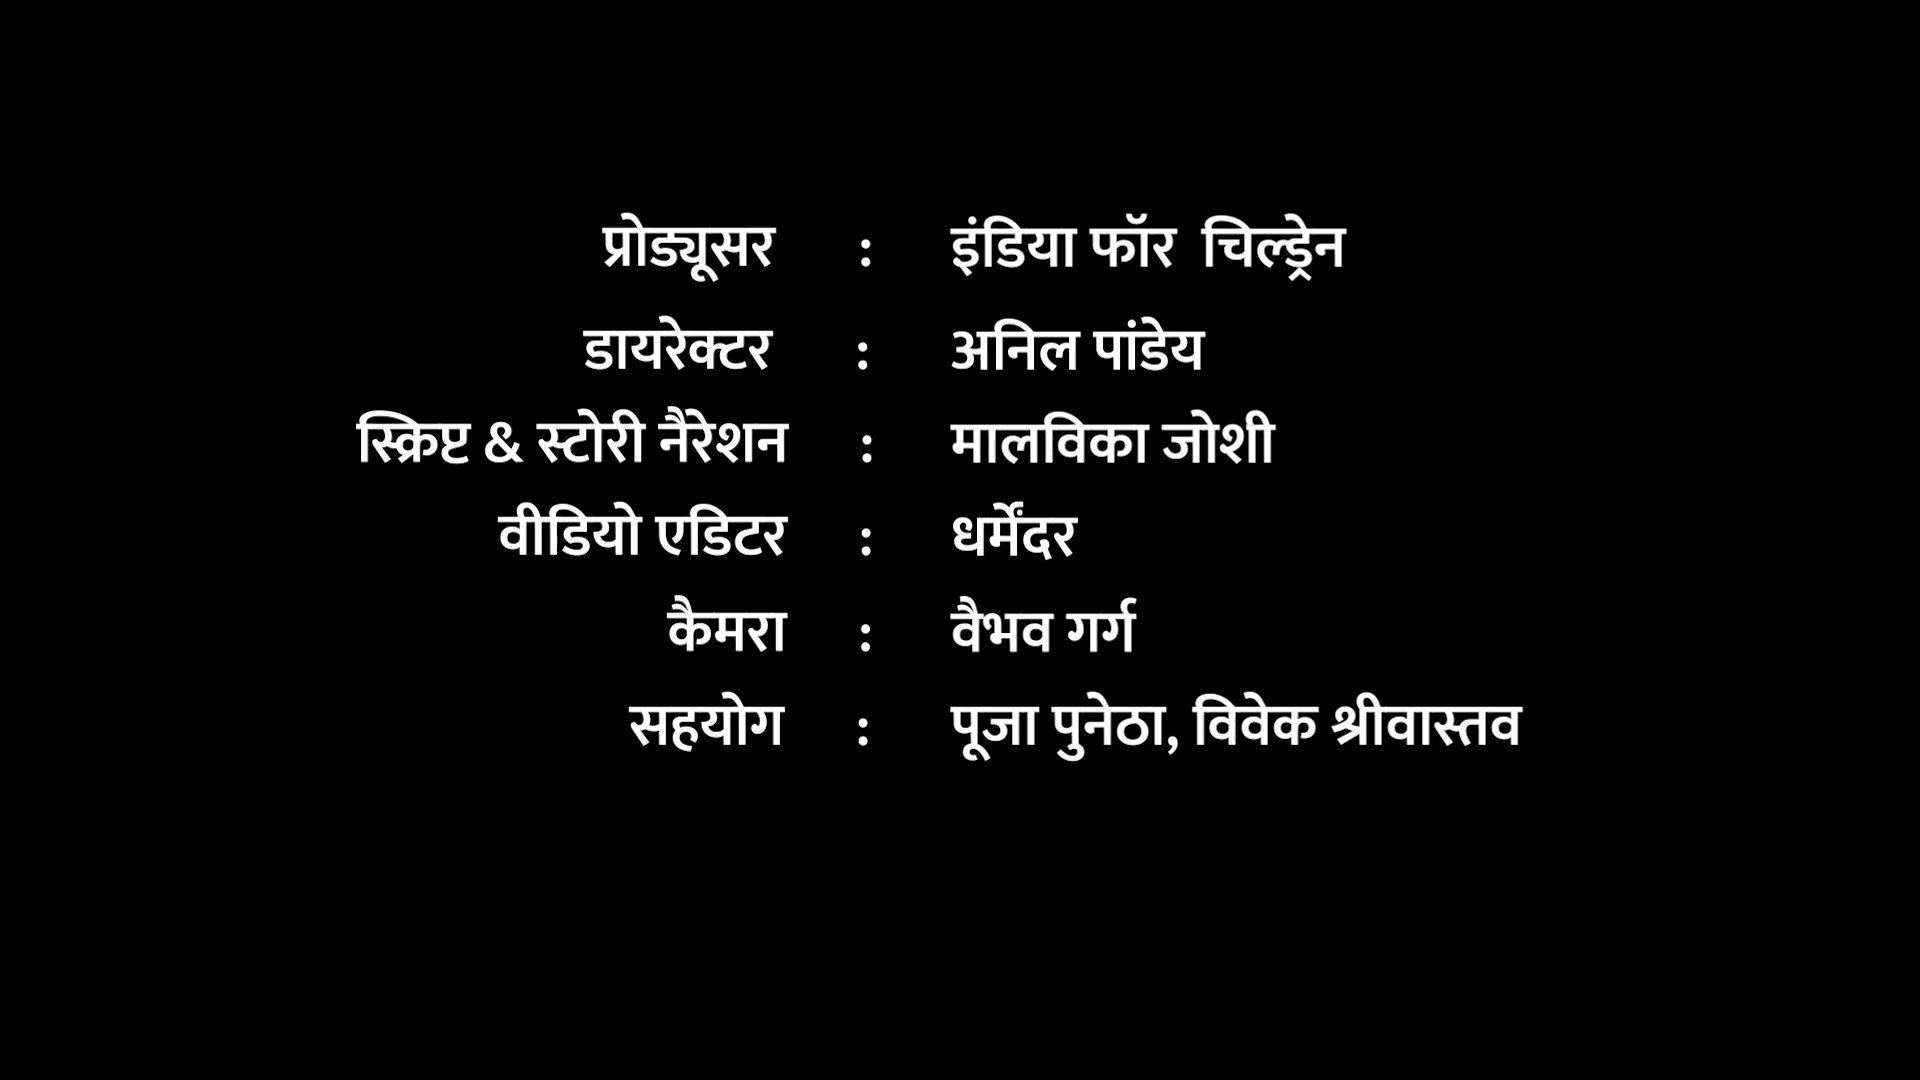 प्रोड्यूसर : इंडिया फॉर चिल्ड्रेन
डायरेक्टर : अनिल पांडेय
स्क्रिप्ट & स्टोरी नैरेशन : मालविका जोशी
वीडियो एडिटर : धर्मेंदर
कैमरा : वैभव गर्ग
सहयोग : पूजा पुनेठा, विवेक श्रीवास्तव